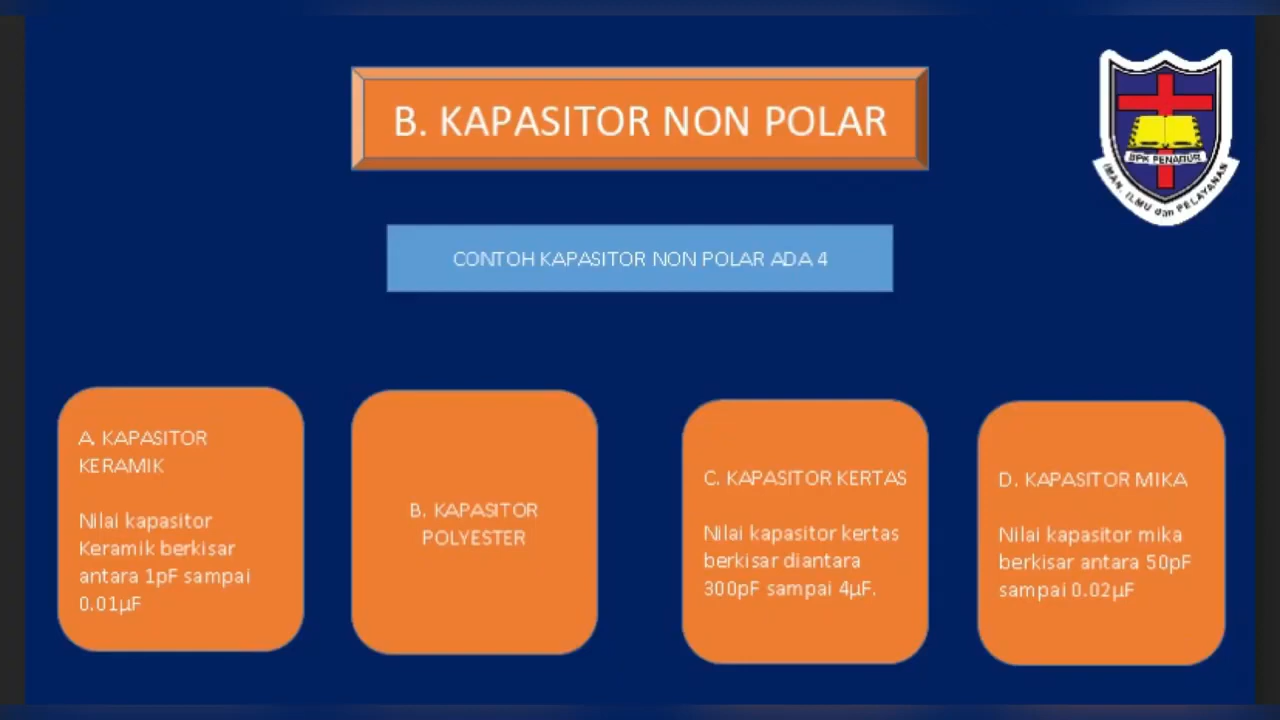 B. KAPASITOR NON POLAR
BPK PENABUR
IMAN, ILMU dan PELAYANAN
CONTOH KAPASITOR NON POLAR ADA 4
A. KAPASITOR
KERAMIK
Nilai kapasitor
Keramik berkisar
antara 1pF sampai
0.01µF
B. KAPASITOR
POLYESTER
C. KAPASITOR KERTAS
Nilai kapasitor kertas
berkisar diantara
300pF sampai 4µF.
D. KAPASITOR MIKA
Nilai kapasitor mika
berkisar antara 50pF
sampai 0.02µF